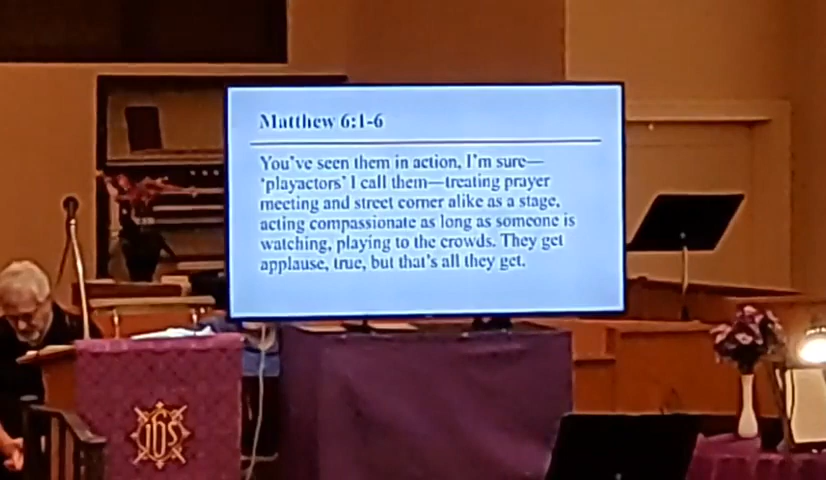 Matthew 6:1-6
You've seen them in action, I'm sure—
'playactors' I call them—treating prayer
meeting and street corner alike as a stage,
acting compassionate as long as someone is
watching, playing to the crowds. They get
applause, true, but that's all they get.
IHS